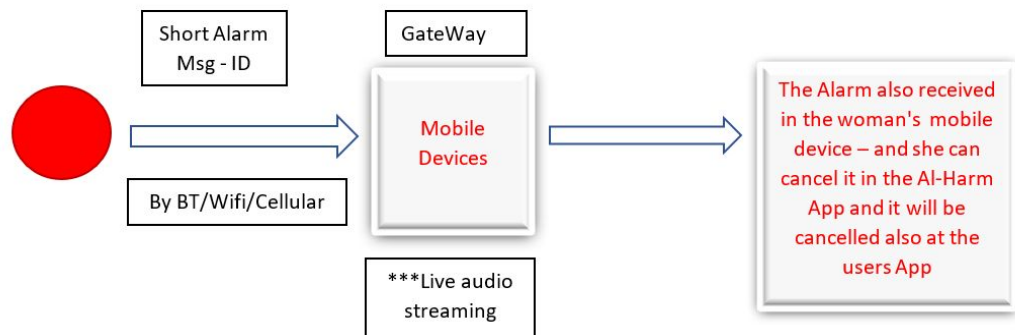 Short Alarm
Msg - ID
By BT/Wifi/Cellular
GateWay
Mobile
Devices
***Live audio
streaming
The Alarm also received
in the woman's mobile
device – and she can
cancel it in the Al-Harm
App and it will be
cancelled also at the
users App